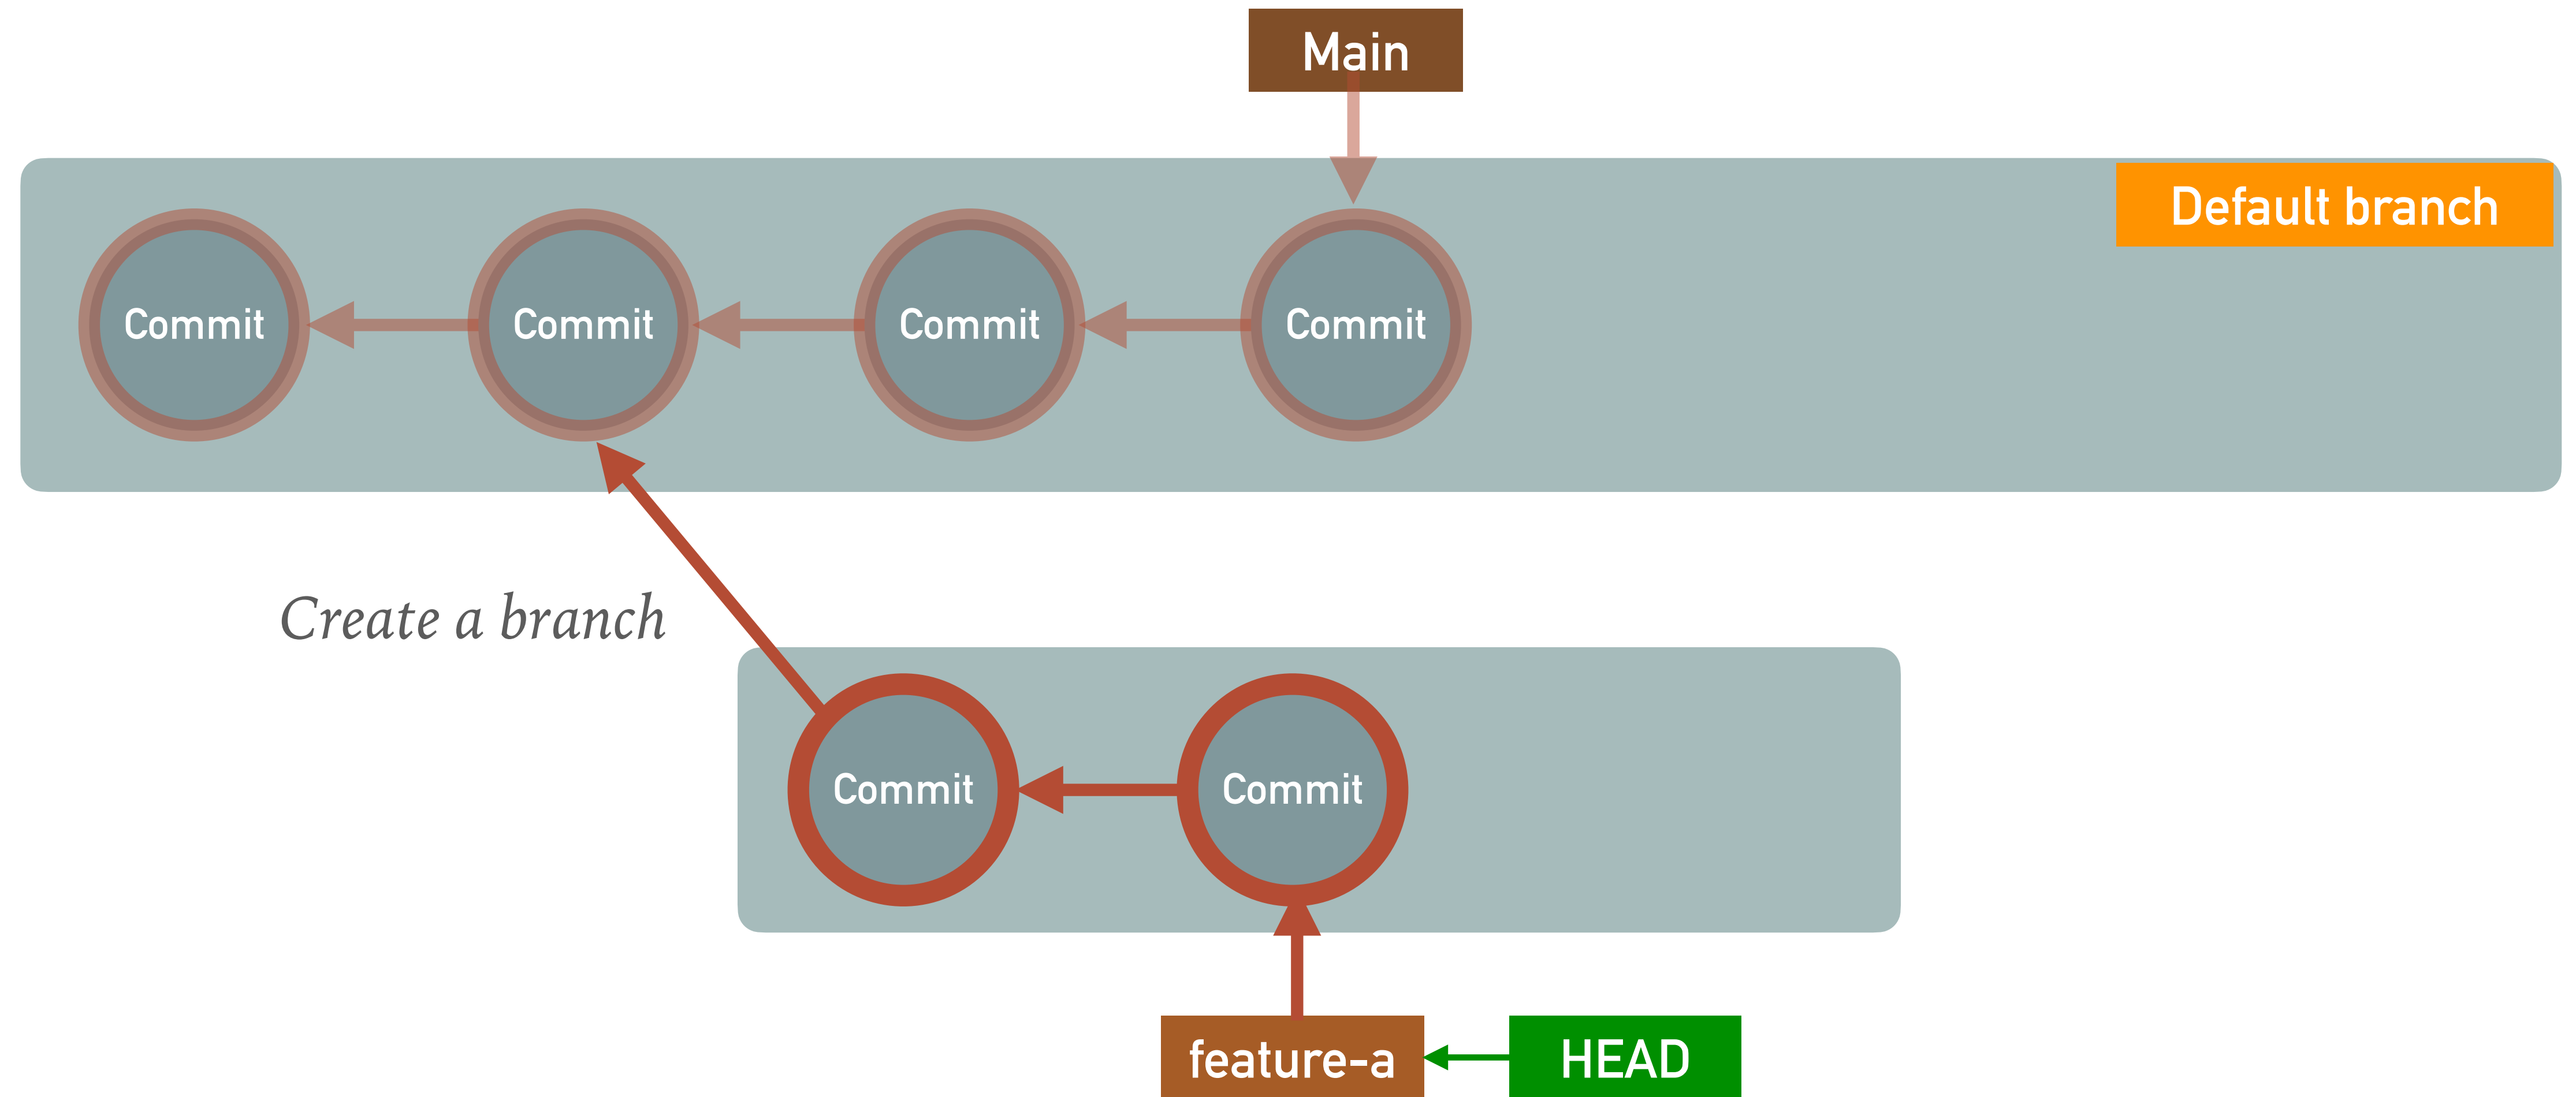 Main
Default branch
Commit
Commit
Commit
Commit
Create a branch
Commit
Commit
feature-a
HEAD